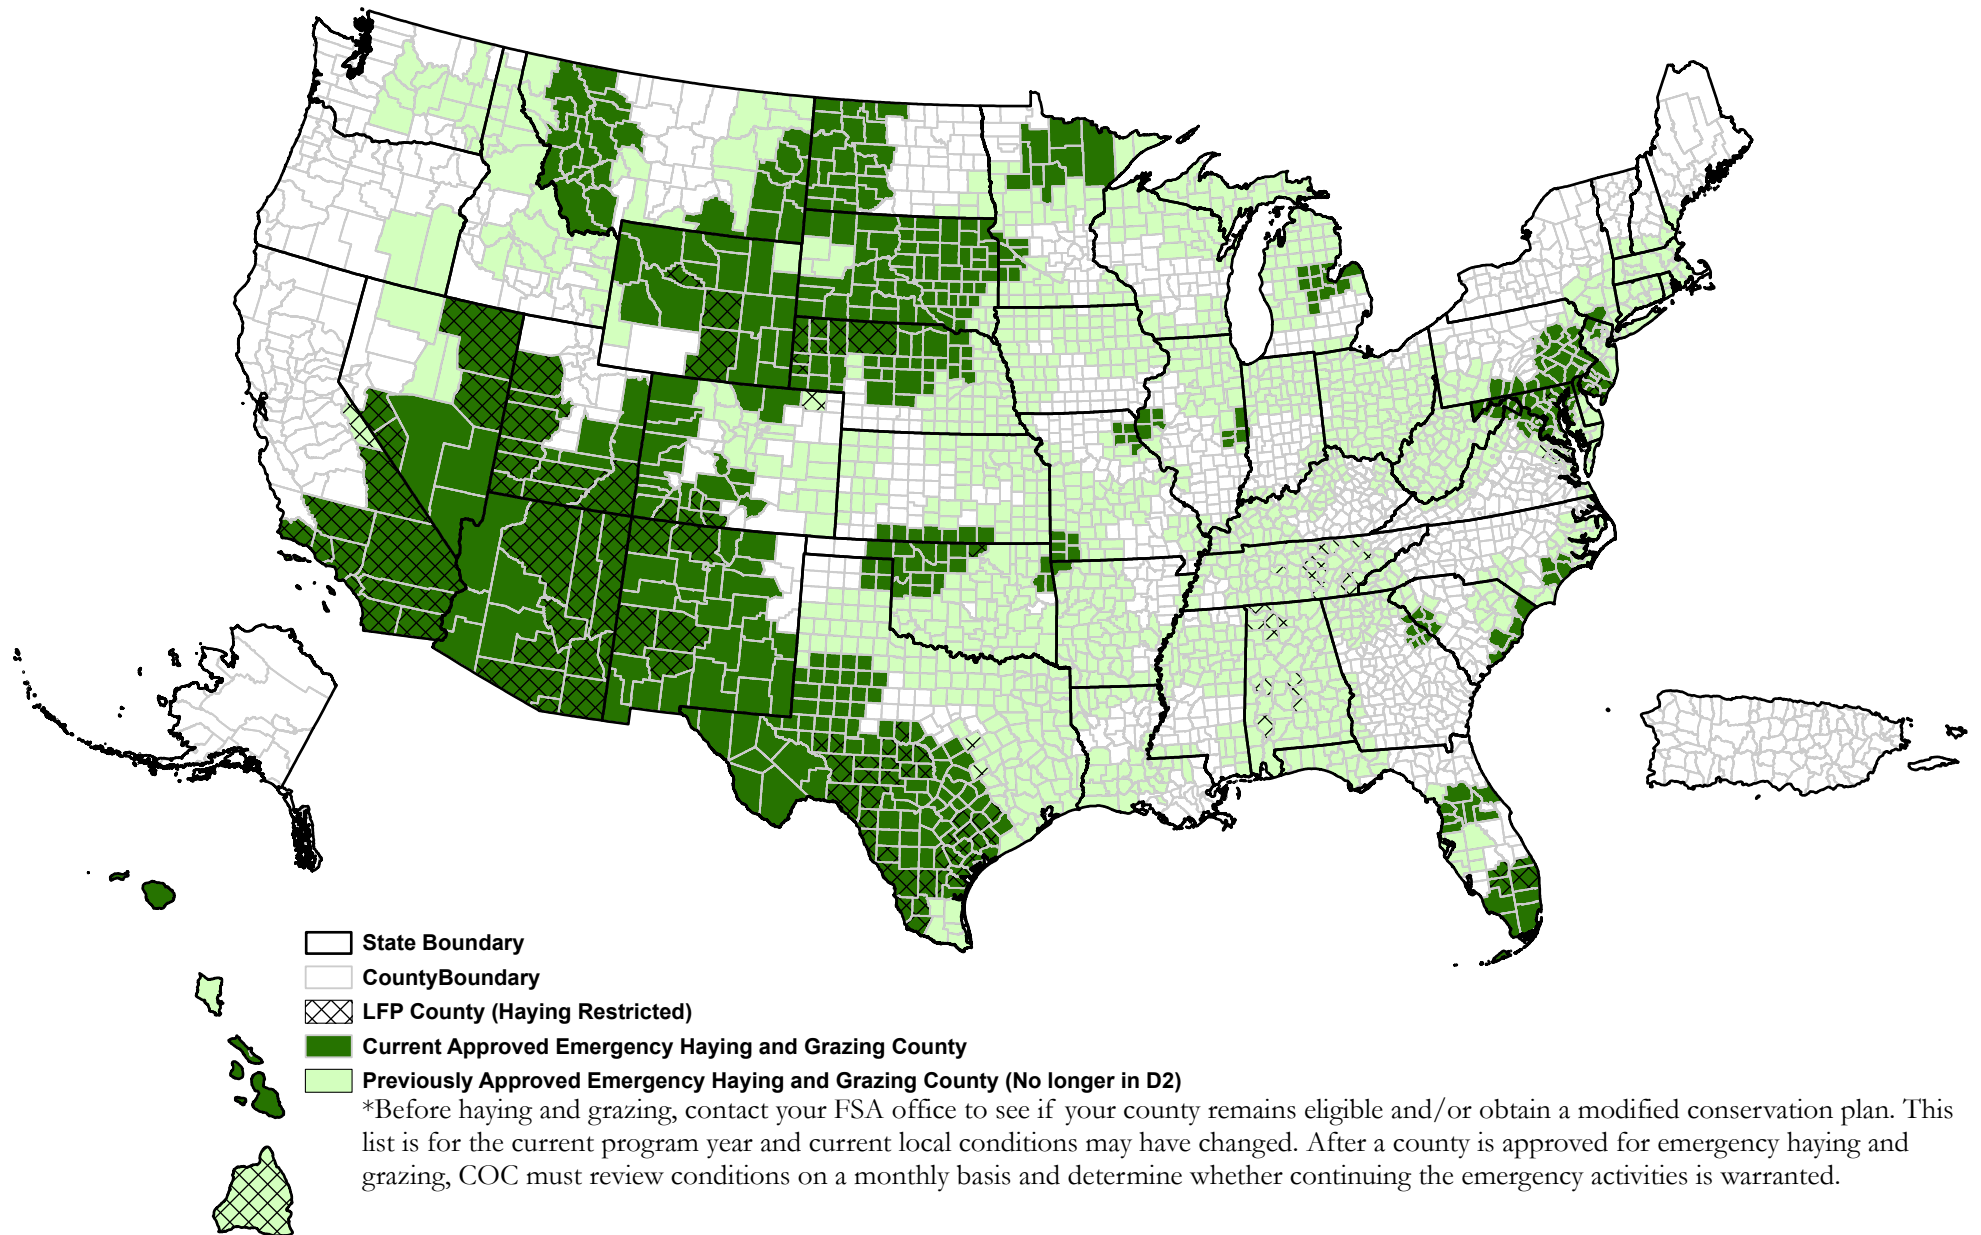 State Boundary
CountyBoundary
LFP County (Haying Restricted)
Current Approved Emergency Haying and Grazing County
Previously Approved Emergency Haying and Grazing County (No longer in D2)
*Before haying and grazing, contact your FSA office to see if your county remains eligible and/or obtain a modified conservation plan. This
list is for the current program year and current local conditions may have changed. After a county is approved for emergency haying and
grazing, COC must review conditions on a monthly basis and determine whether continuing the emergency activities is warranted.